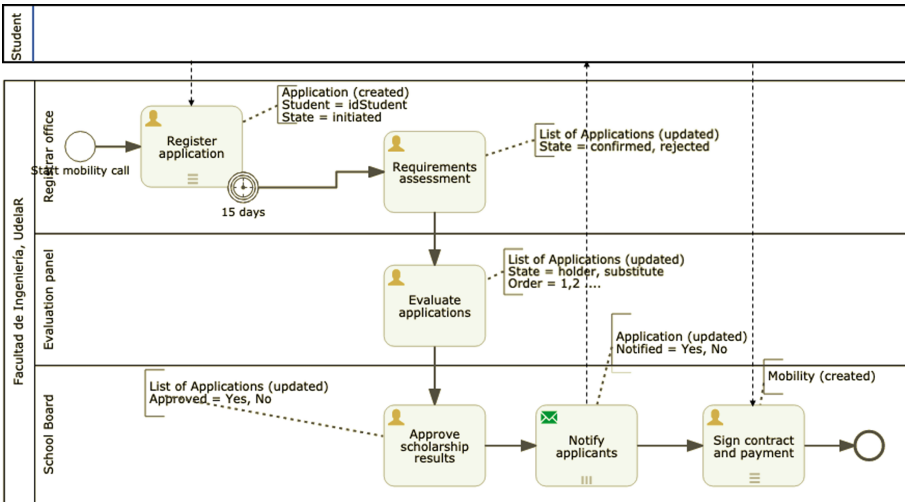 Student
Facultad de Ingeniería, UdelaR
Registrar office
Start mobility call
Register
application
15 days
Application (created)
Student = idStudent
State = initiated
Requirements
assessment
List of Applications (updated)
State = confirmed, rejected
Evaluation panel
Evaluate
applications
List of Applications (updated)
State = holder, substitute
Order = 1,2 ....
School Board
List of Applications (updated)
Approved = Yes, No
Approve
scholarship
results
Notify
applicants
Application (updated)
Notified = Yes, No
Sign contract
and payment
Mobility (created)